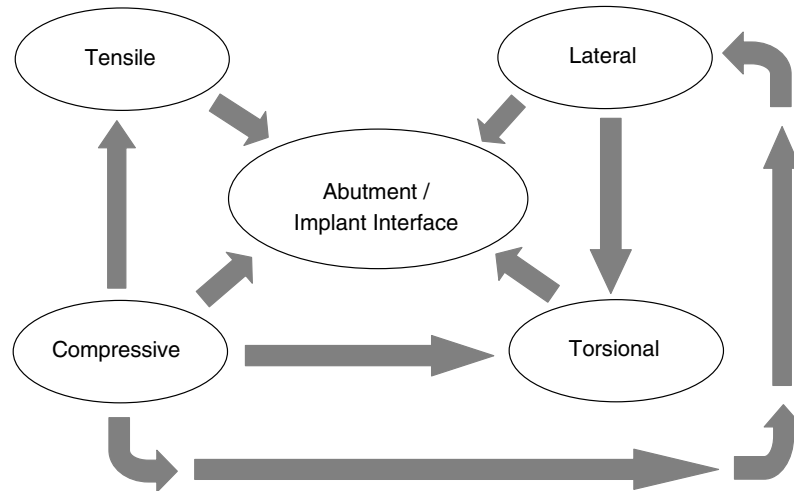 Tensile
Lateral
Abutment /
Implant Interface
Compressive
Torsional